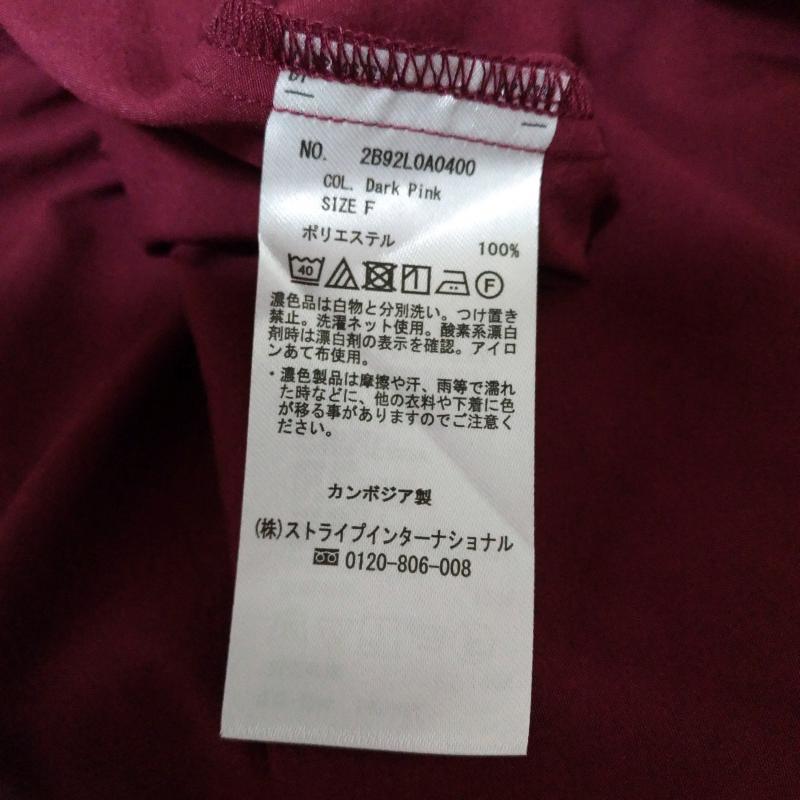 NO. 2B92L0A0400
COL. Dark Pink
SIZE F
ポリエステル 100%
40 F
濃色品は白物と分別洗い。つけ置き
禁止。洗濯ネット使用。酸素系漂白
剤時は漂白剤の表示を確認。アイロ
ンあて布使用。
・濃色製品は摩擦や汗、雨等で濡れ
た時などに、他の衣料や下着に色
が移る事がありますのでご注意く
ださい。
カンボジア製
(株)ストライプインターナショナル
0120-806-008